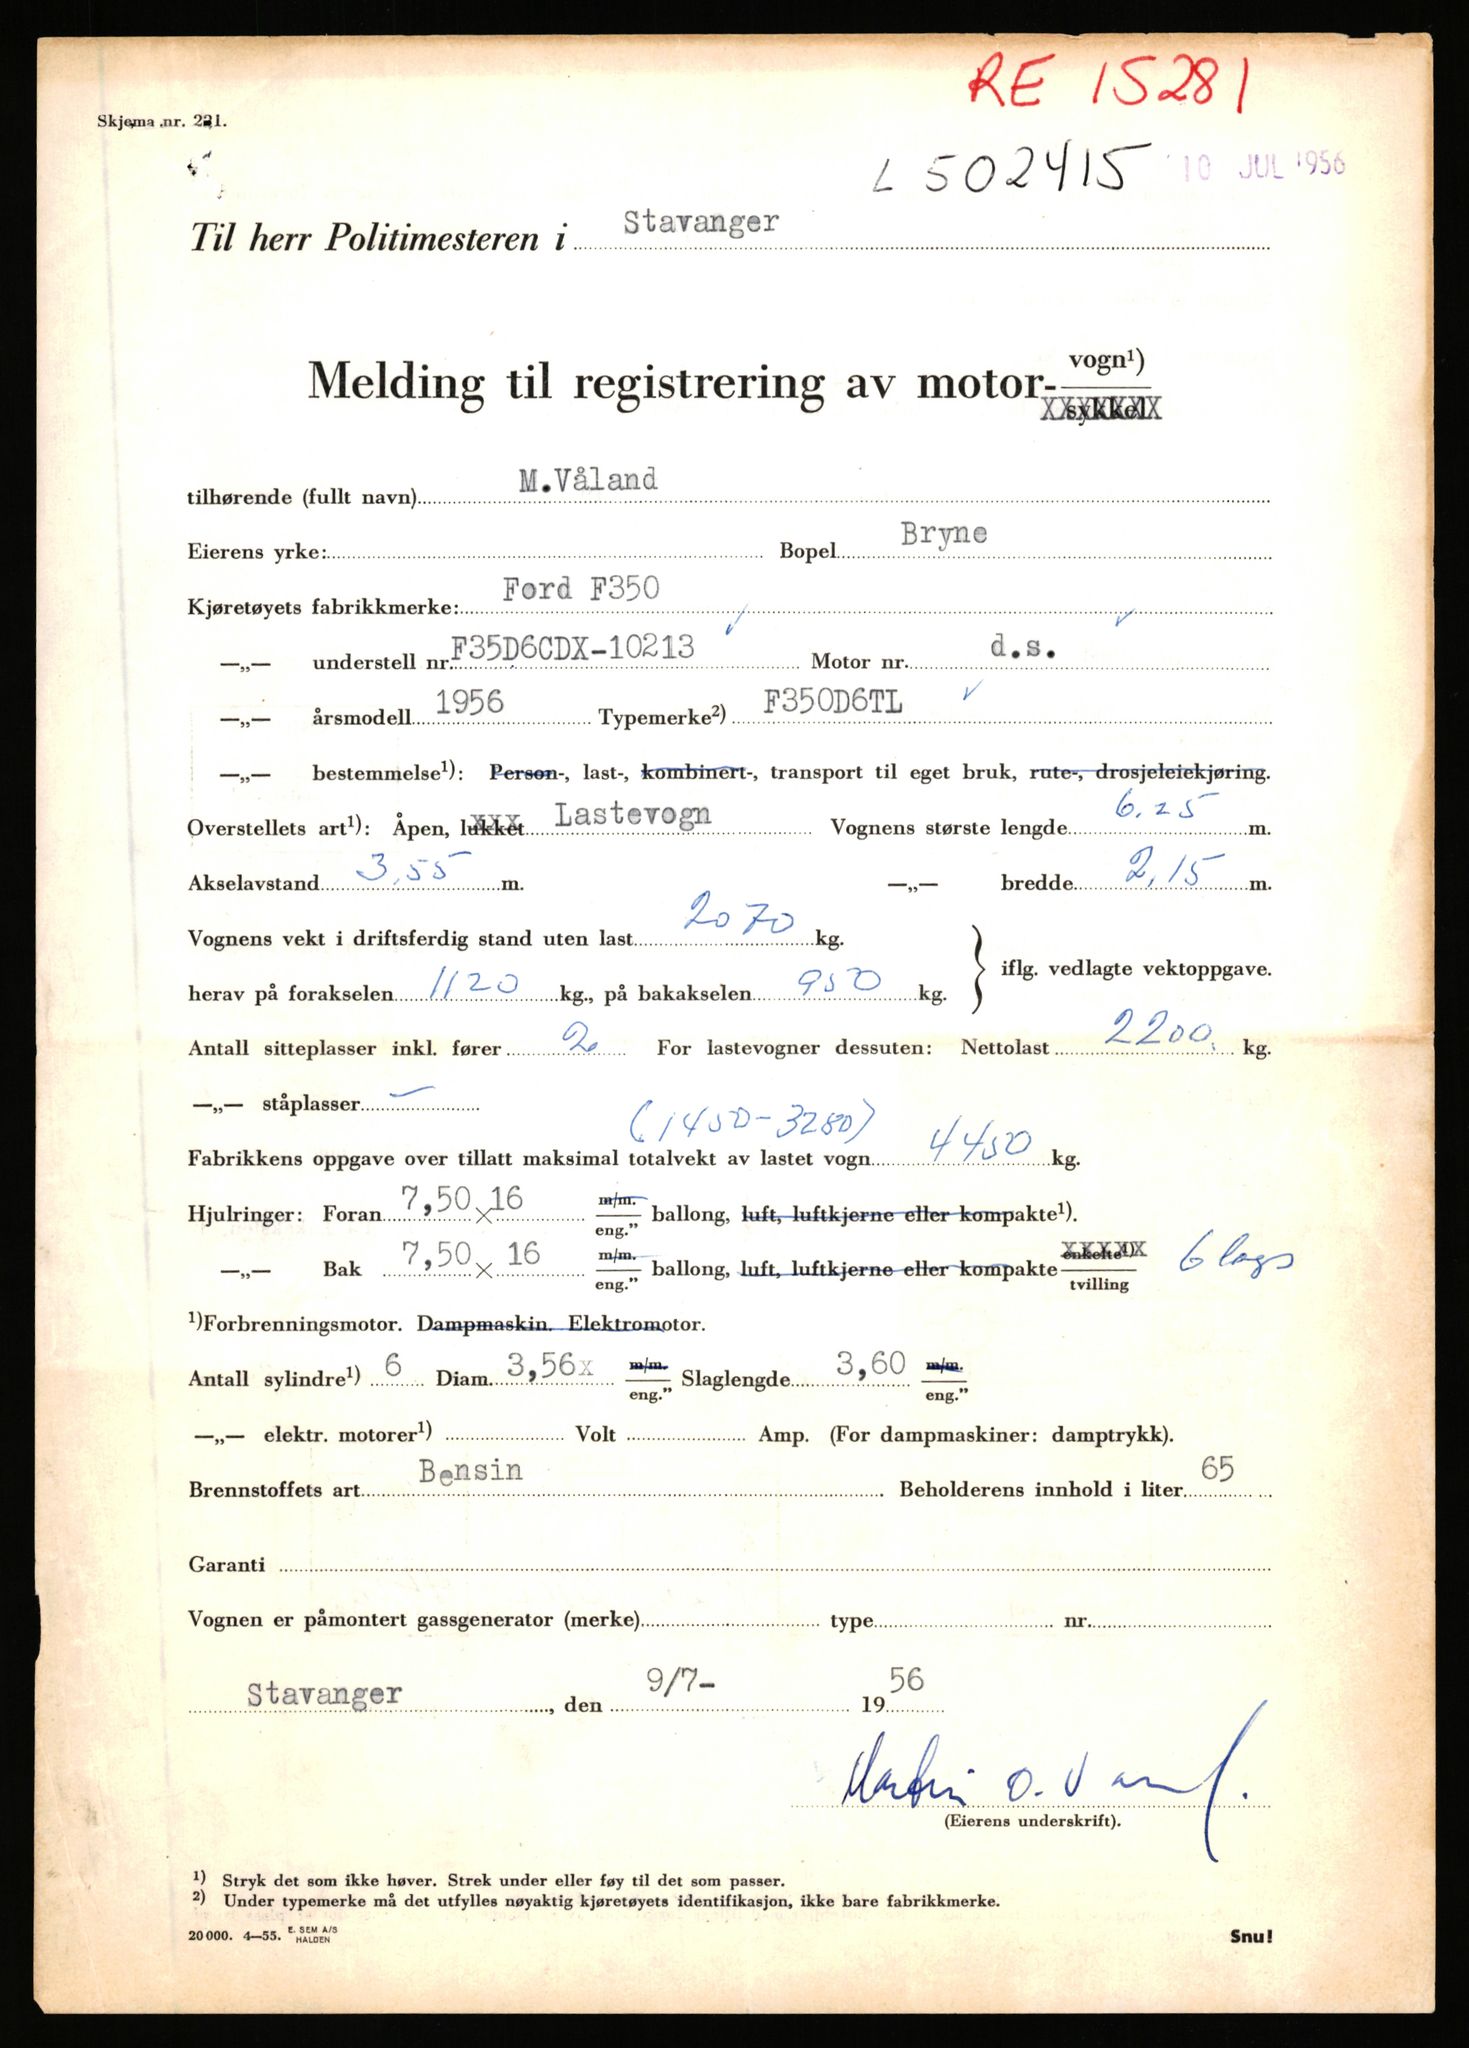 RE 15281
Skjema nr. 221.
L 502415 10 JUL 1956
Til herr Politimesteren i Stavanger
Melding til registrering av motor- vogn¹)
sykkel
tilhørende (fullt navn) M.Våland
Eierens yrke: Bopel Bryne
Kjøretøyets fabrikkmerke: Ford F350
—„— understell nr. F35D6CDX-10213 Motor nr. d.s.
—„— årsmodell 1956 Typemerke²) F350D6TL
—„— bestemmelse¹): Person-, last-, kombinert-, transport til eget bruk, rute-, drosjeleiekjøring.
Overstellets art¹): Åpen, lukket Lastevogn Vognens største lengde 6.25 m.
Akselavstand 3,55 m. —„— bredde 2,15 m.
Vognens vekt i driftsferdig stand uten last 2070 kg.
herav på forakselen 1120 kg., på bakakselen 950 kg. } iflg. vedlagte vektoppgave.
Antall sitteplasser inkl. fører 2 For lastevogner dessuten: Nettolast 2200. kg.
—„— ståplasser —
(1450-3280)
Fabrikkens oppgave over tillatt maksimal totalvekt av lastet vogn 4450 kg.
Hjulringer: Foran 7,50 x 16 m/m. eng.” ballong, luft, luftkjerne eller kompakte¹).
—„— Bak 7,50 x 16 m/m. eng.” ballong, luft, luftkjerne eller kompakte enkelte¹) tvilling 6 lags
¹)Forbrenningsmotor. Dampmaskin. Elektromotor.
Antall sylindre¹) 6 Diam. 3,56x m/m. eng.” Slaglengde 3,60 m/m. eng.”
—„— elektr. motorer¹) Volt Amp. (For dampmaskiner: damptrykk).
Brennstoffets art Bensin Beholderens innhold i liter 65
Garanti
Vognen er påmontert gassgenerator (merke) type nr.
Stavanger, den 9/7- 1956
Martin O. Vaaland.
(Eierens underskrift).
¹) Stryk det som ikke høver. Strek under eller føy til det som passer.
²) Under typemerke må det utfylles nøyaktig kjøretøyets identifikasjon, ikke bare fabrikkmerke.
20 000. 4—55. E. SEM A/S HALDEN Snu!